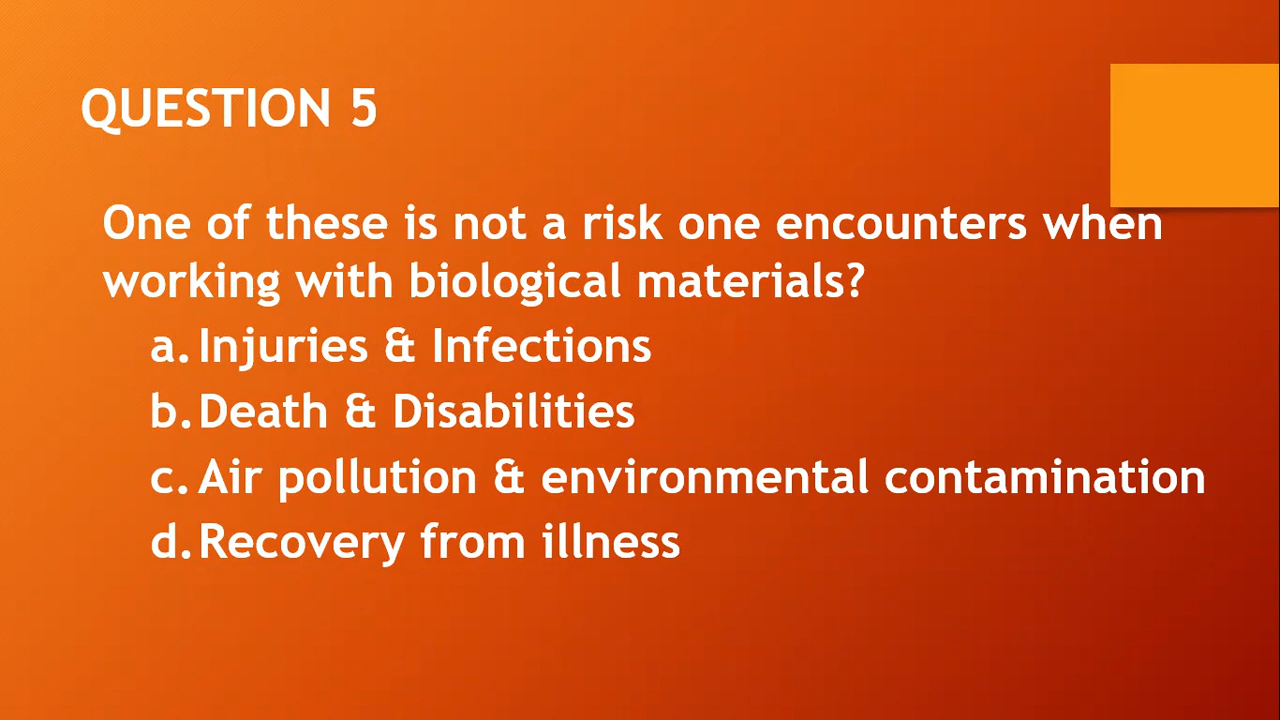 QUESTION 5
One of these is not a risk one encounters when
working with biological materials?
a. Injuries & Infections
b. Death & Disabilities
c. Air pollution & environmental contamination
d. Recovery from illness